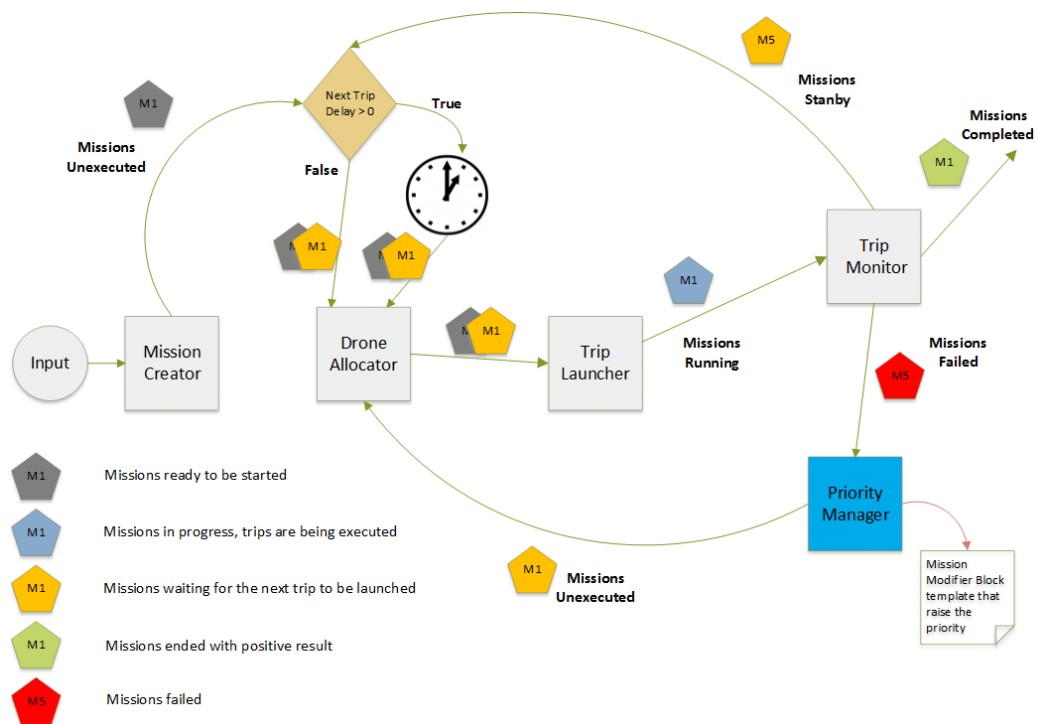 M5
Missions
Stanby
M1
Next Trip
Delay > 0
True
Missions
Completed
M1
Missions
Unexecuted
False
M
M1
M
M1
Trip
Monitor
M1
Missions
Running
Input
Mission
Creator
Drone
Allocator
M
M1
Trip
Launcher
Missions
Failed
M5
M1
Missions ready to be started
Priority
Manager
M1
Missions in progress, trips are being executed
M1
Missions waiting for the next trip to be launched
M1
Missions
Unexecuted
Mission
Modifier Block
template that
raise the
priority
M1
Missions ended with positive result
M5
Missions failed